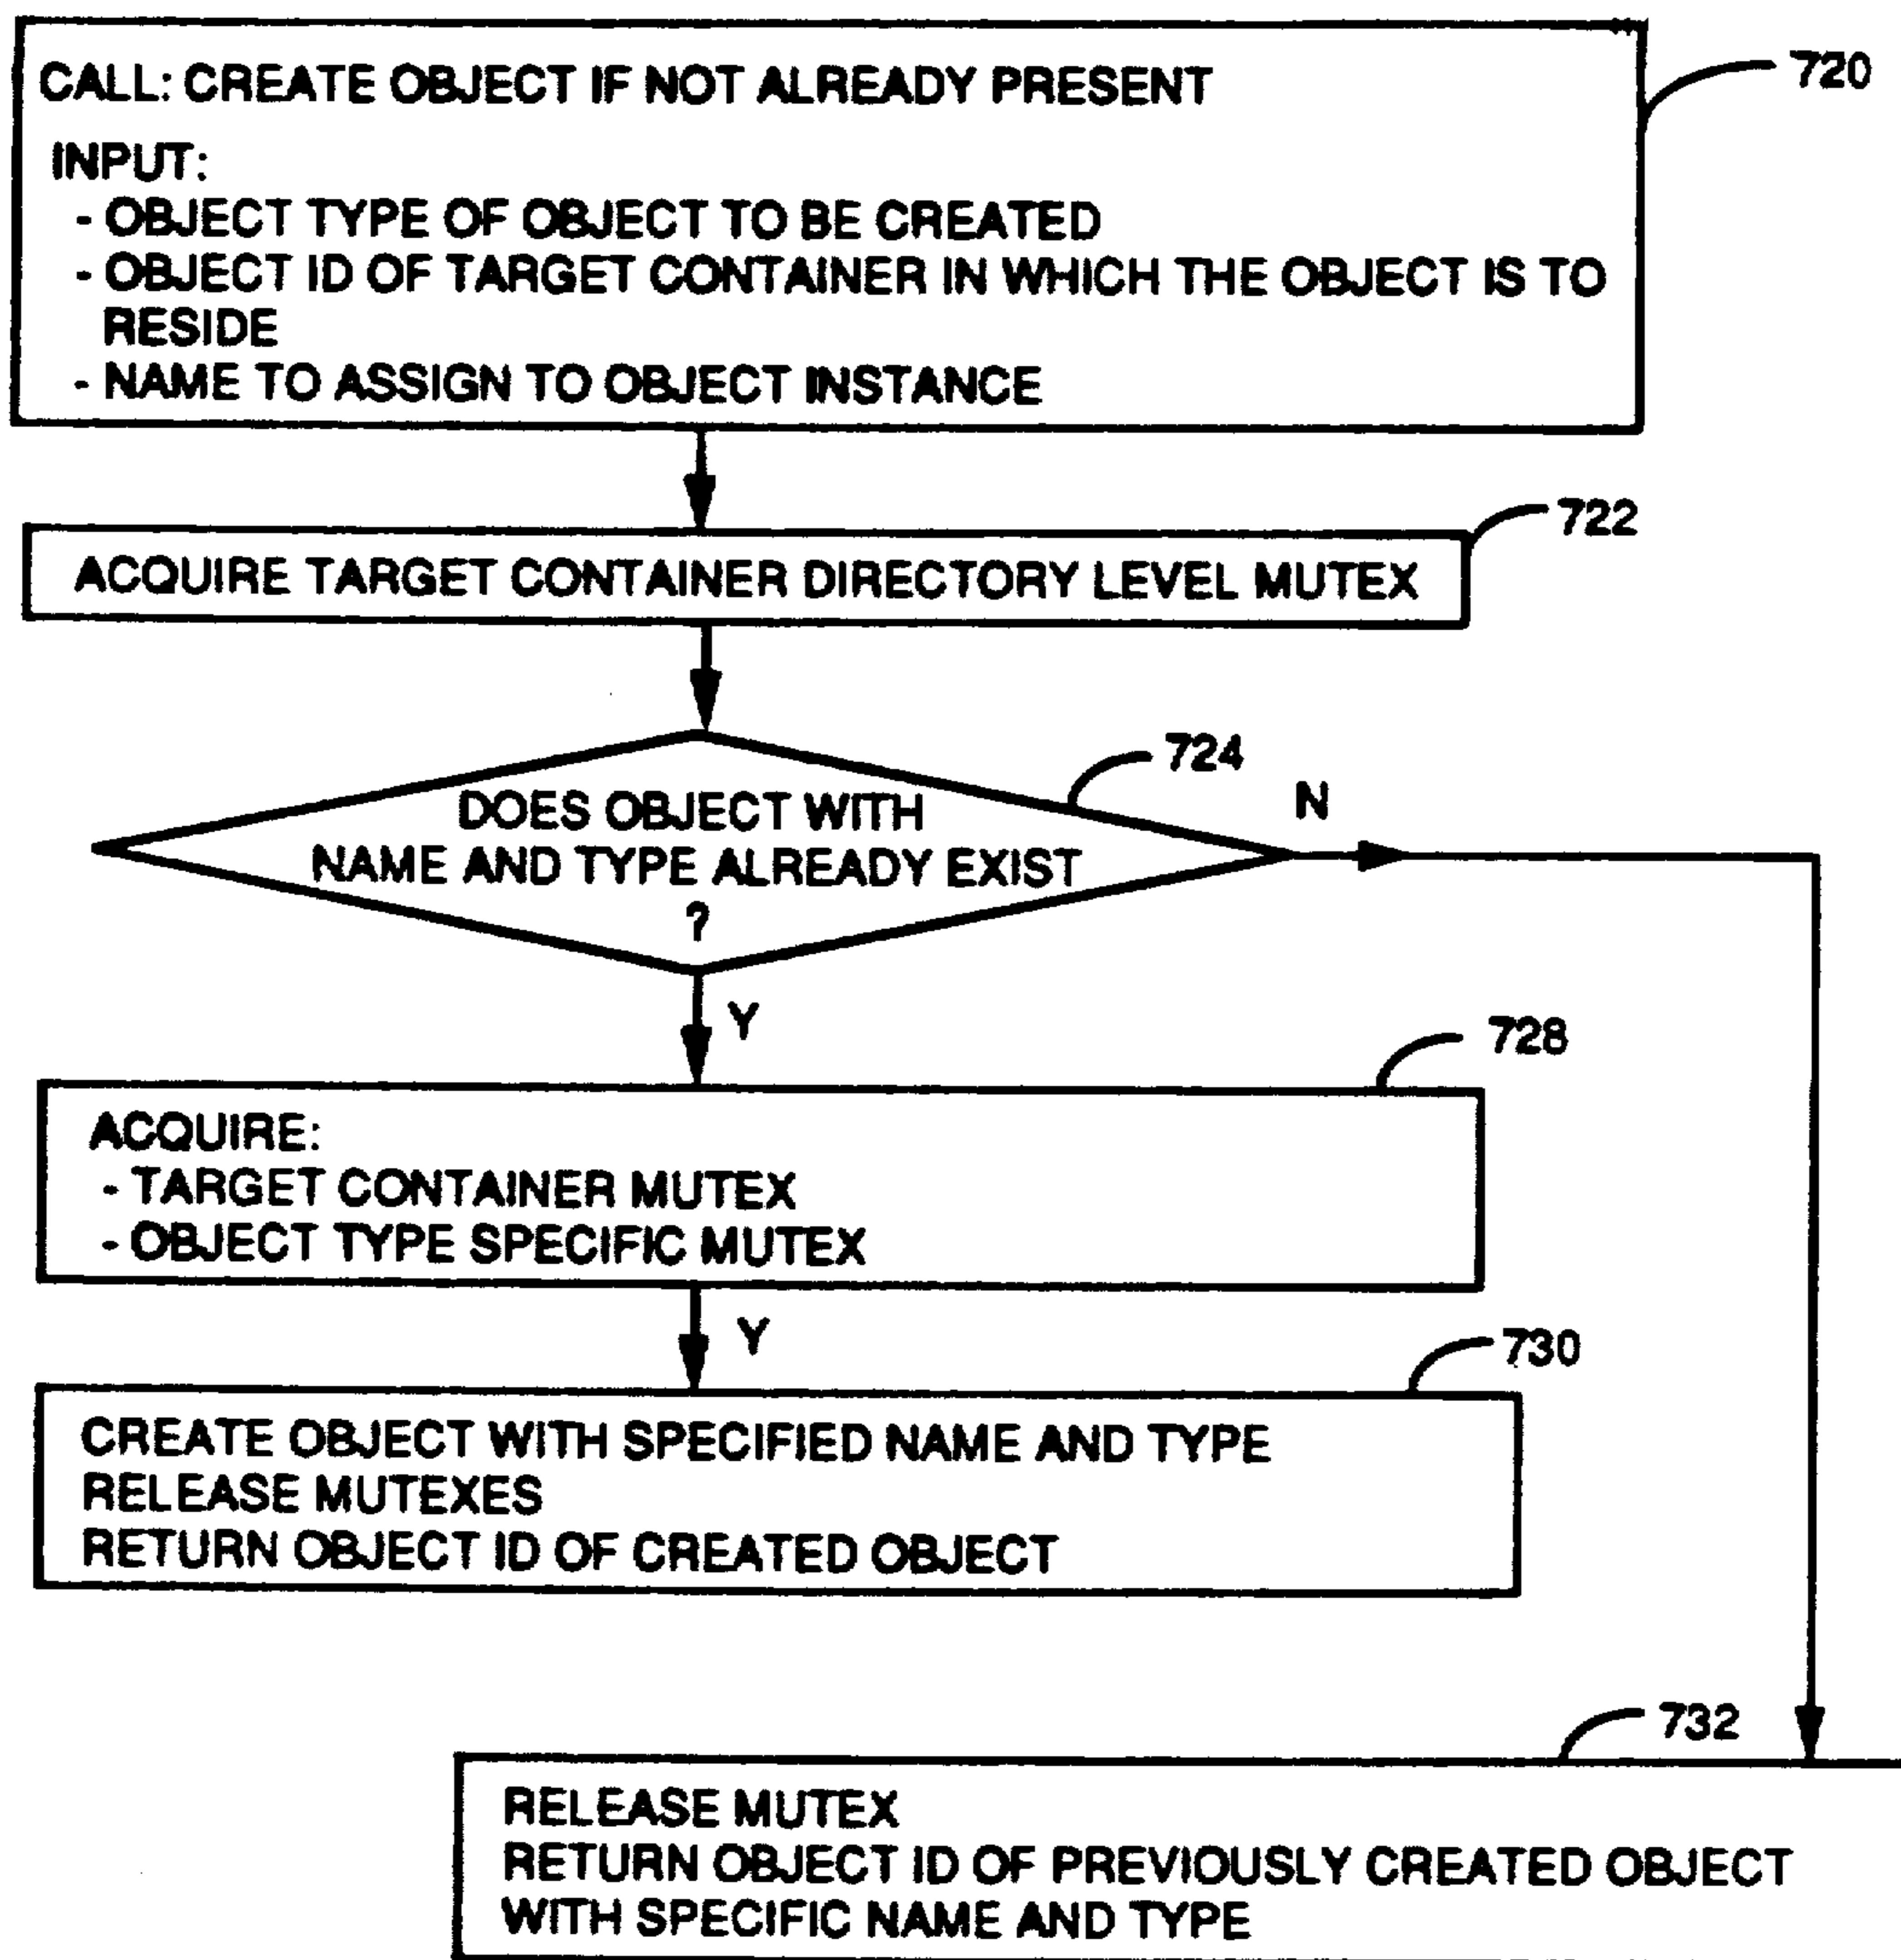 CALL: CREATE OBJECT IF NOT ALREADY PRESENT
720
INPUT:
- OBJECT TYPE OF OBJECT TO BE CREATED
- OBJECT ID OF TARGET CONTAINER IN WHICH THE OBJECT IS TO
RESIDE
- NAME TO ASSIGN TO OBJECT INSTANCE
722
ACQUIRE TARGET CONTAINER DIRECTORY LEVEL MUTEX
724
N
DOES OBJECT WITH
NAME AND TYPE ALREADY EXIST
?
Y
728
ACQUIRE:
- TARGET CONTAINER MUTEX
- OBJECT TYPE SPECIFIC MUTEX
Y
730
CREATE OBJECT WITH SPECIFIED NAME AND TYPE
RELEASE MUTEXES
RETURN OBJECT ID OF CREATED OBJECT
732
RELEASE MUTEX
RETURN OBJECT ID OF PREVIOUSLY CREATED OBJECT
WITH SPECIFIC NAME AND TYPE